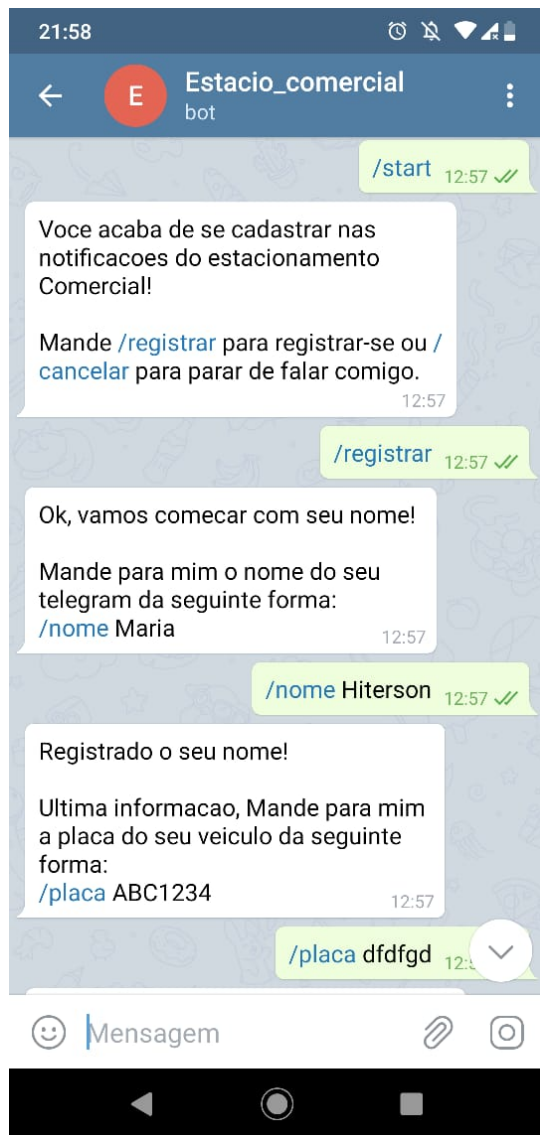 21:58
E
Estacio_comercial
bot
/start 12:57
Voce acaba de se cadastrar nas
notificacoes do estacionamento
Comercial!
Mande /registrar para registrar-se ou /
cancelar para parar de falar comigo.
12:57
/registrar 12:57
Ok, vamos comecar com seu nome!
Mande para mim o nome do seu
telegram da seguinte forma:
/nome Maria
12:57
/nome Hiterson 12:57
Registrado o seu nome!
Ultima informacao, Mande para mim
a placa do seu veiculo da seguinte
forma:
/placa ABC1234
12:57
/placa dfdfgd
Mensagem